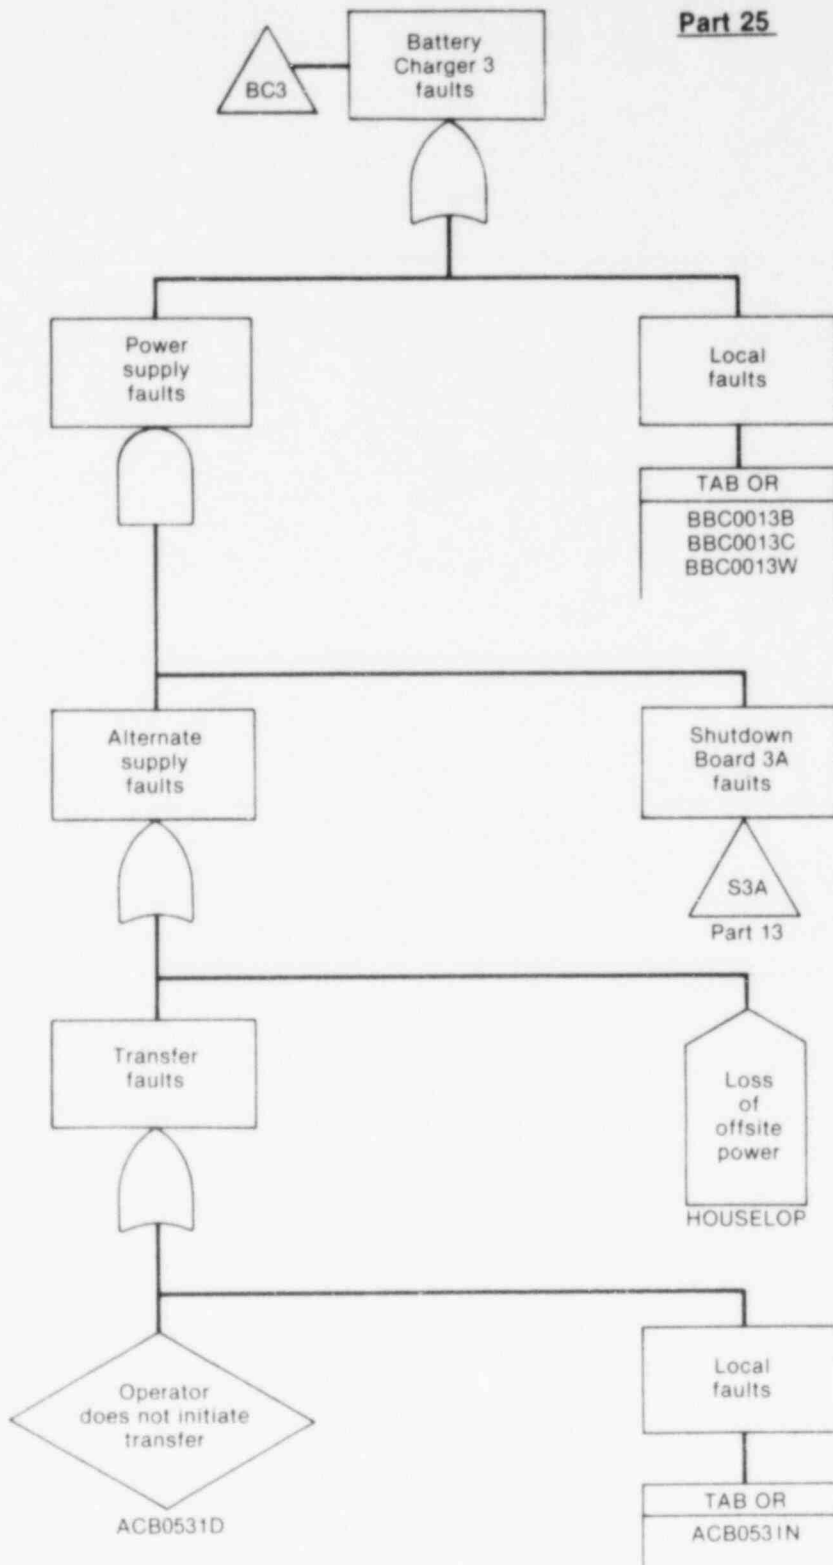 Part 25
Battery
Charger 3
faults
BC3
Power
supply
faults
Local
faults
TAB OR
BBC0013B
BBC0013C
BBC0013W
Alternate
supply
faults
Shutdown
Board 3A
faults
S3A
Part 13
Transfer
faults
Loss
of
offsite
power
HOUSELOP
Operator
does not initiate
transfer
ACB0531D
Local
faults
TAB OR
ACB0531N